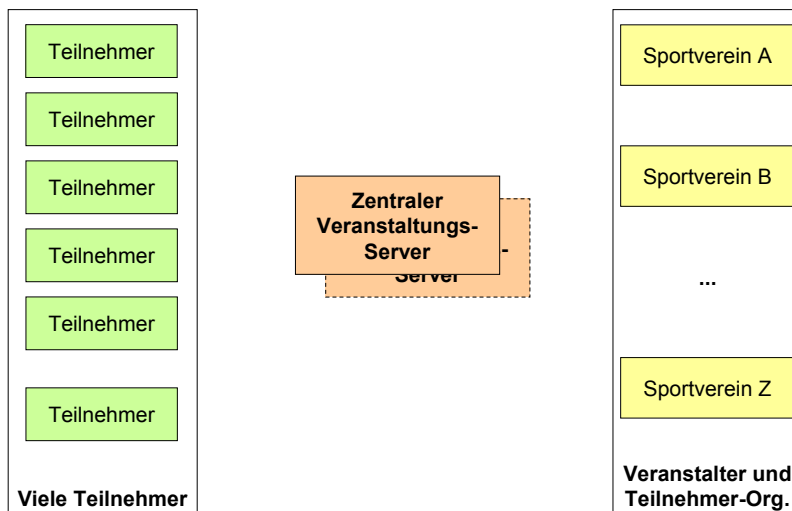 Teilnehmer
Teilnehmer
Teilnehmer
Teilnehmer
Teilnehmer
Teilnehmer
Viele Teilnehmer
Zentraler
Veranstaltungs-
Server
-
Server
Sportverein A
Sportverein B
...
Sportverein Z
Veranstalter und
Teilnehmer-Org.